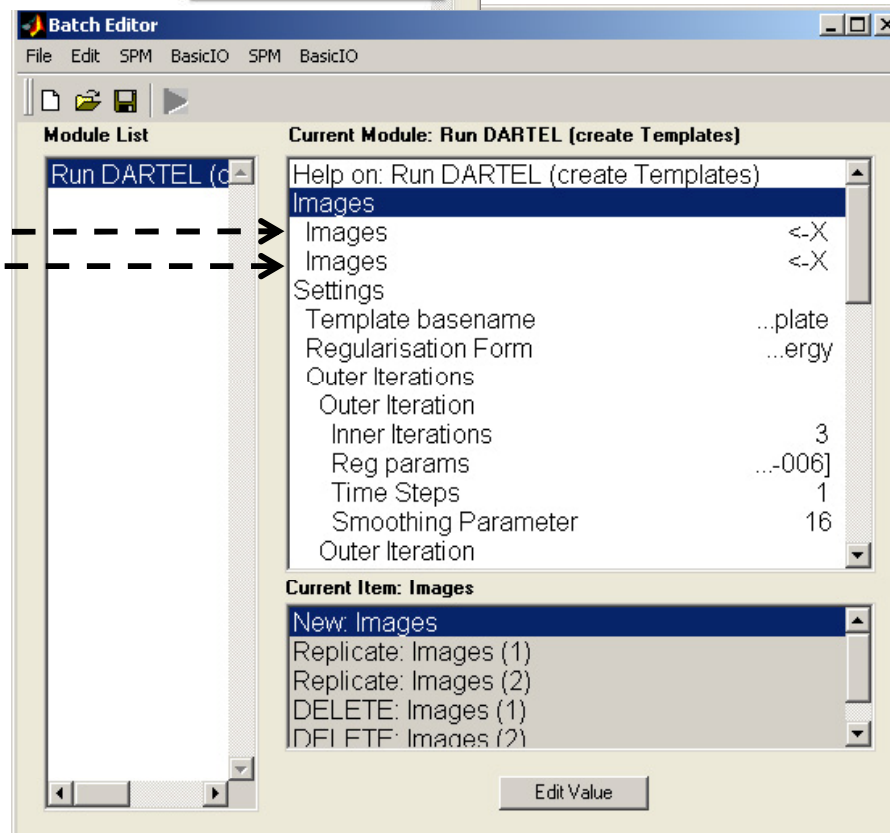 Batch Editor
File Edit SPM BasicIO SPM BasicIO
Module List
Current Module: Run DARTEL (create Templates)
Run DARTEL (c
Help on: Run DARTEL (create Templates)
Images
Images <-X
Images <-X
Settings
Template basename ...plate
Regularisation Form ...ergy
Outer Iterations
Outer Iteration
Inner Iterations 3
Reg params ...-006]
Time Steps 1
Smoothing Parameter 16
Outer Iteration
Current Item: Images
New: Images
Replicate: Images (1)
Replicate: Images (2)
DELETE: Images (1)
DELETE: Images (2)
Edit Value